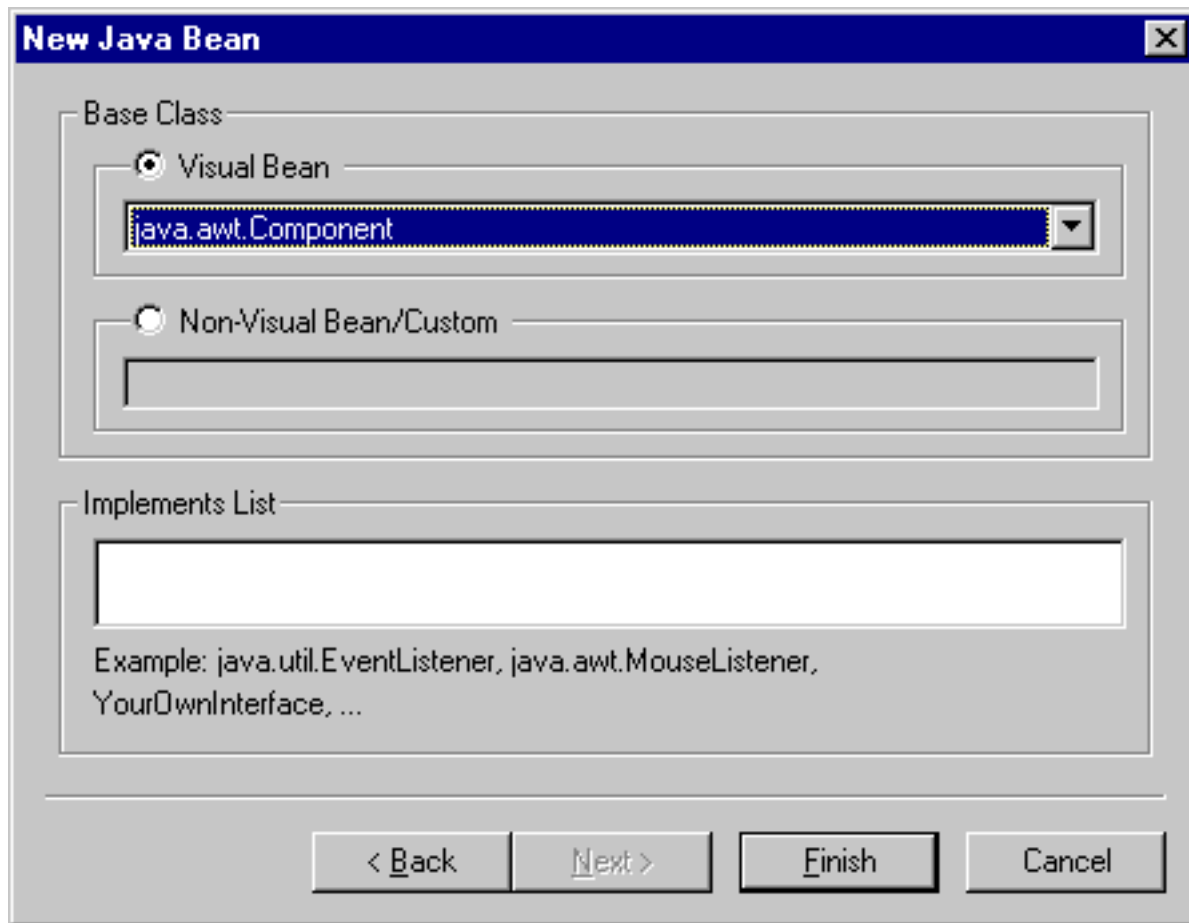 New Java Bean
Base Class
Visual Bean
java.awt.Component
Non-Visual Bean/Custom
Implements List
Example: java.util.EventListener, java.awt.MouseListener,
YourOwnInterface, ...
< Back Next > Finish Cancel